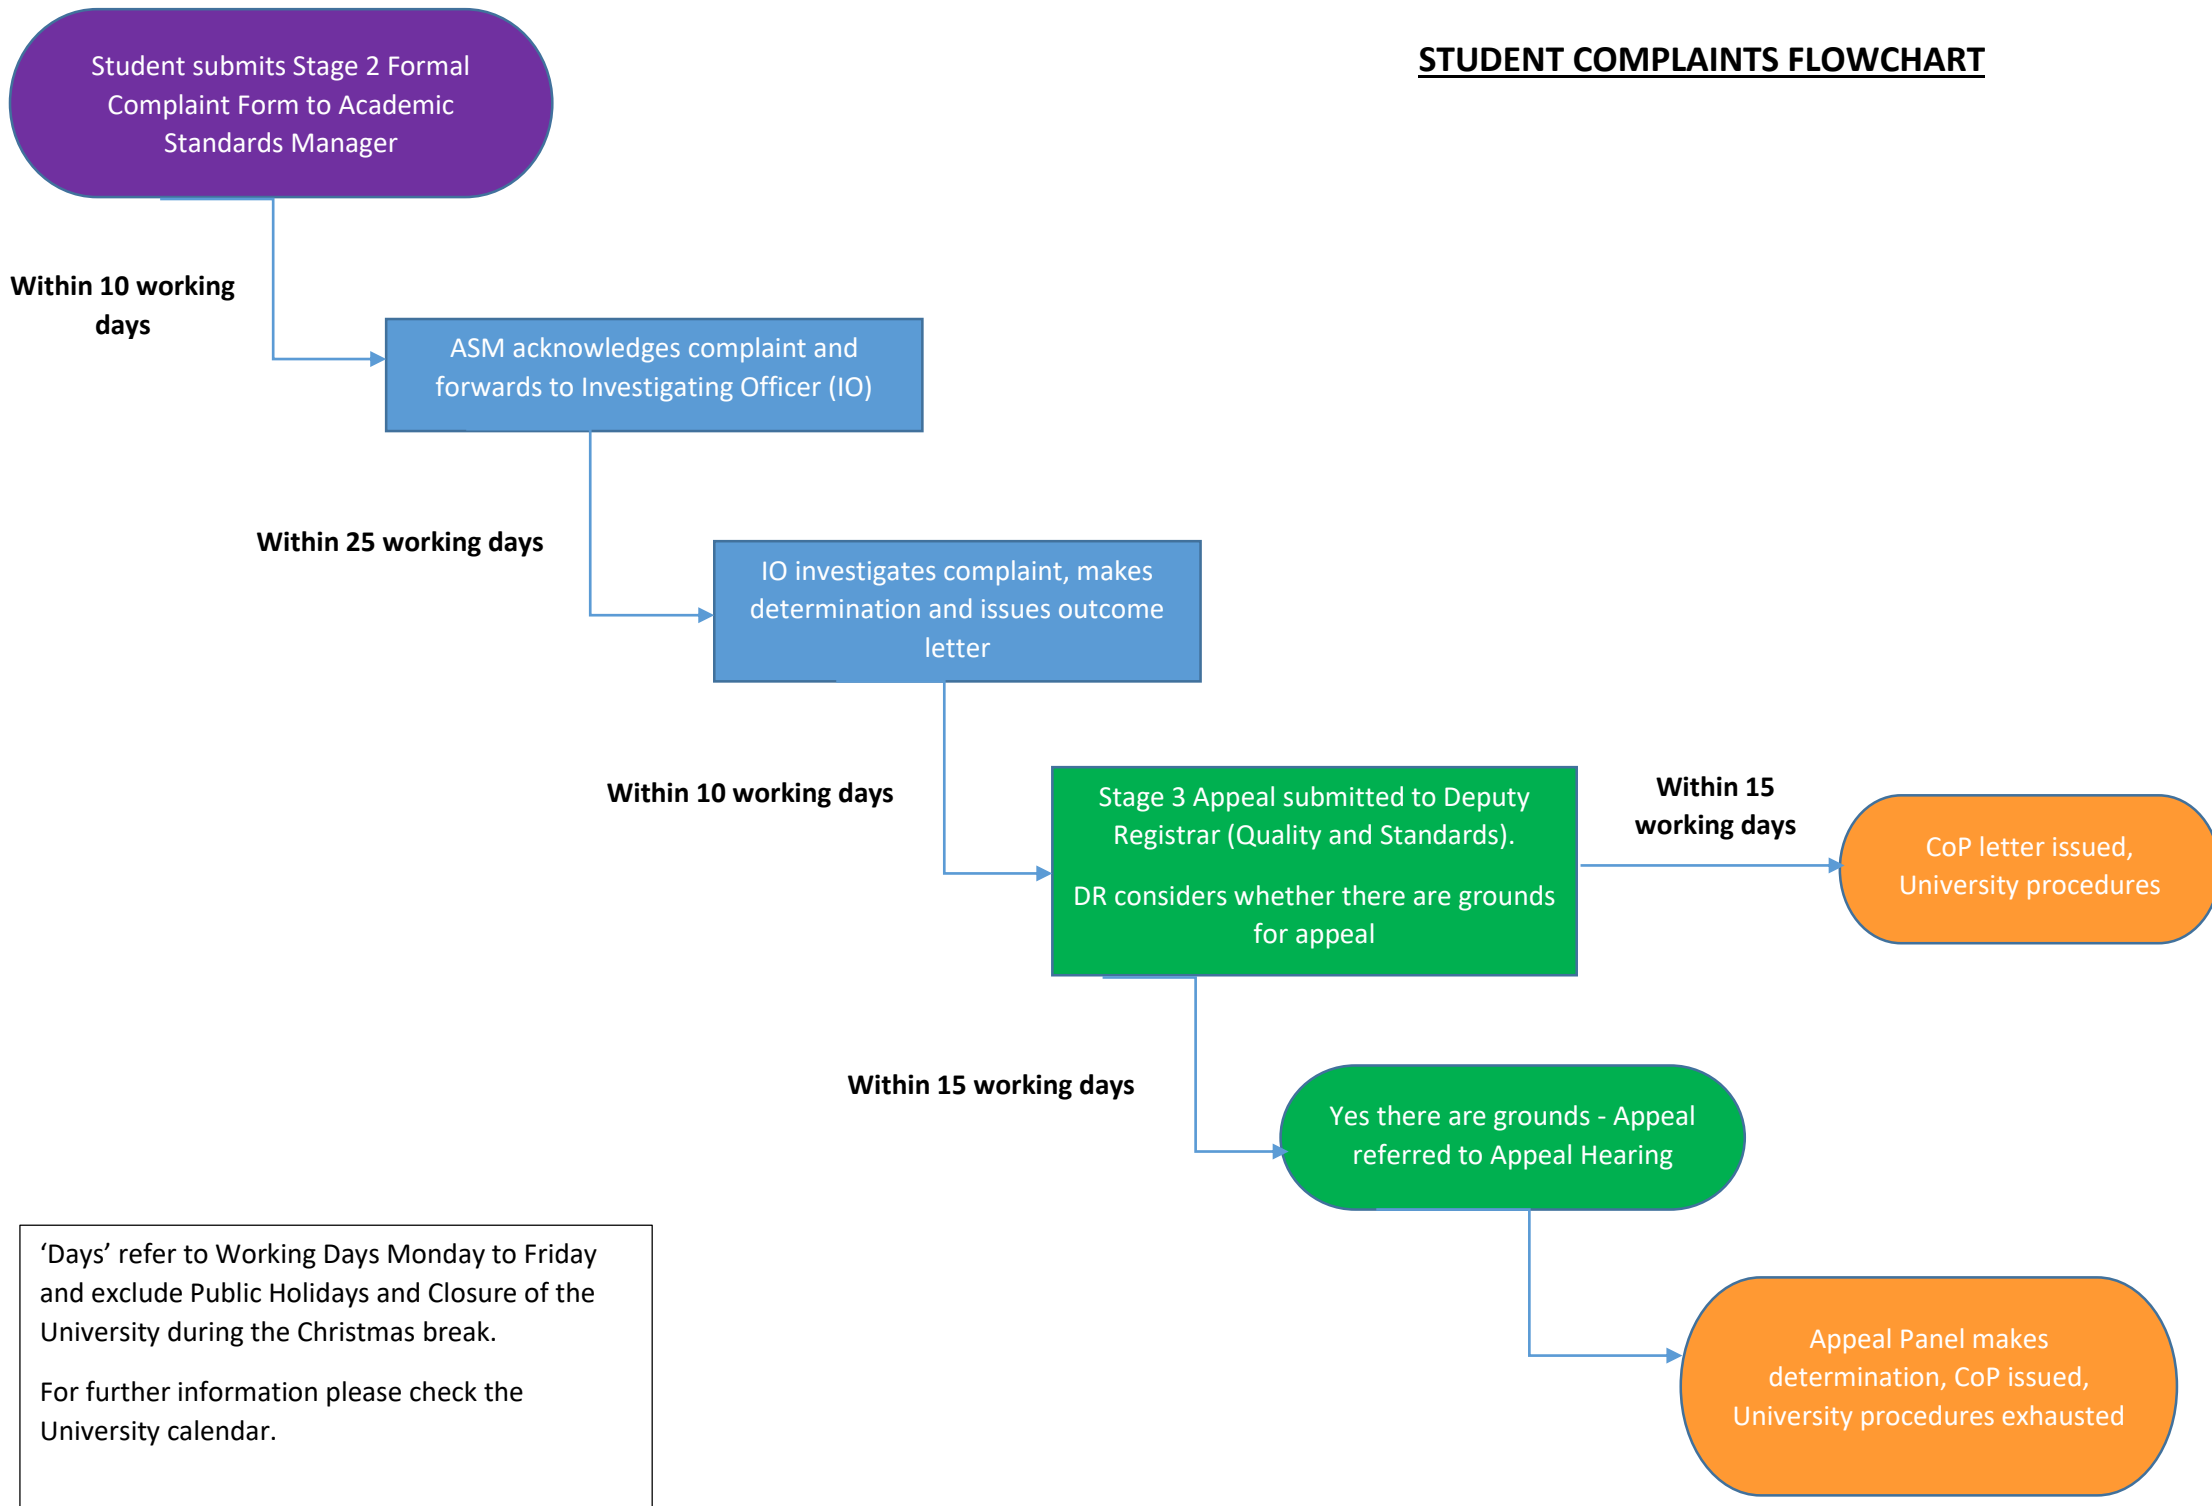 STUDENT COMPLAINTS FLOWCHART
Student submits Stage 2 Formal
Complaint Form to Academic
Standards Manager
Within 10 working
days
ASM acknowledges complaint and
forwards to Investigating Officer (IO)
Within 25 working days
IO investigates complaint, makes
determination and issues outcome
letter
Within 10 working days
Stage 3 Appeal submitted to Deputy
Registrar (Quality and Standards).
DR considers whether there are grounds
for appeal
Within 15
working days
CoP letter issued,
University procedures
Within 15 working days
Yes there are grounds - Appeal
referred to Appeal Hearing
Appeal Panel makes
determination, CoP issued,
University procedures exhausted
‘Days’ refer to Working Days Monday to Friday
and exclude Public Holidays and Closure of the
University during the Christmas break.
For further information please check the
University calendar.